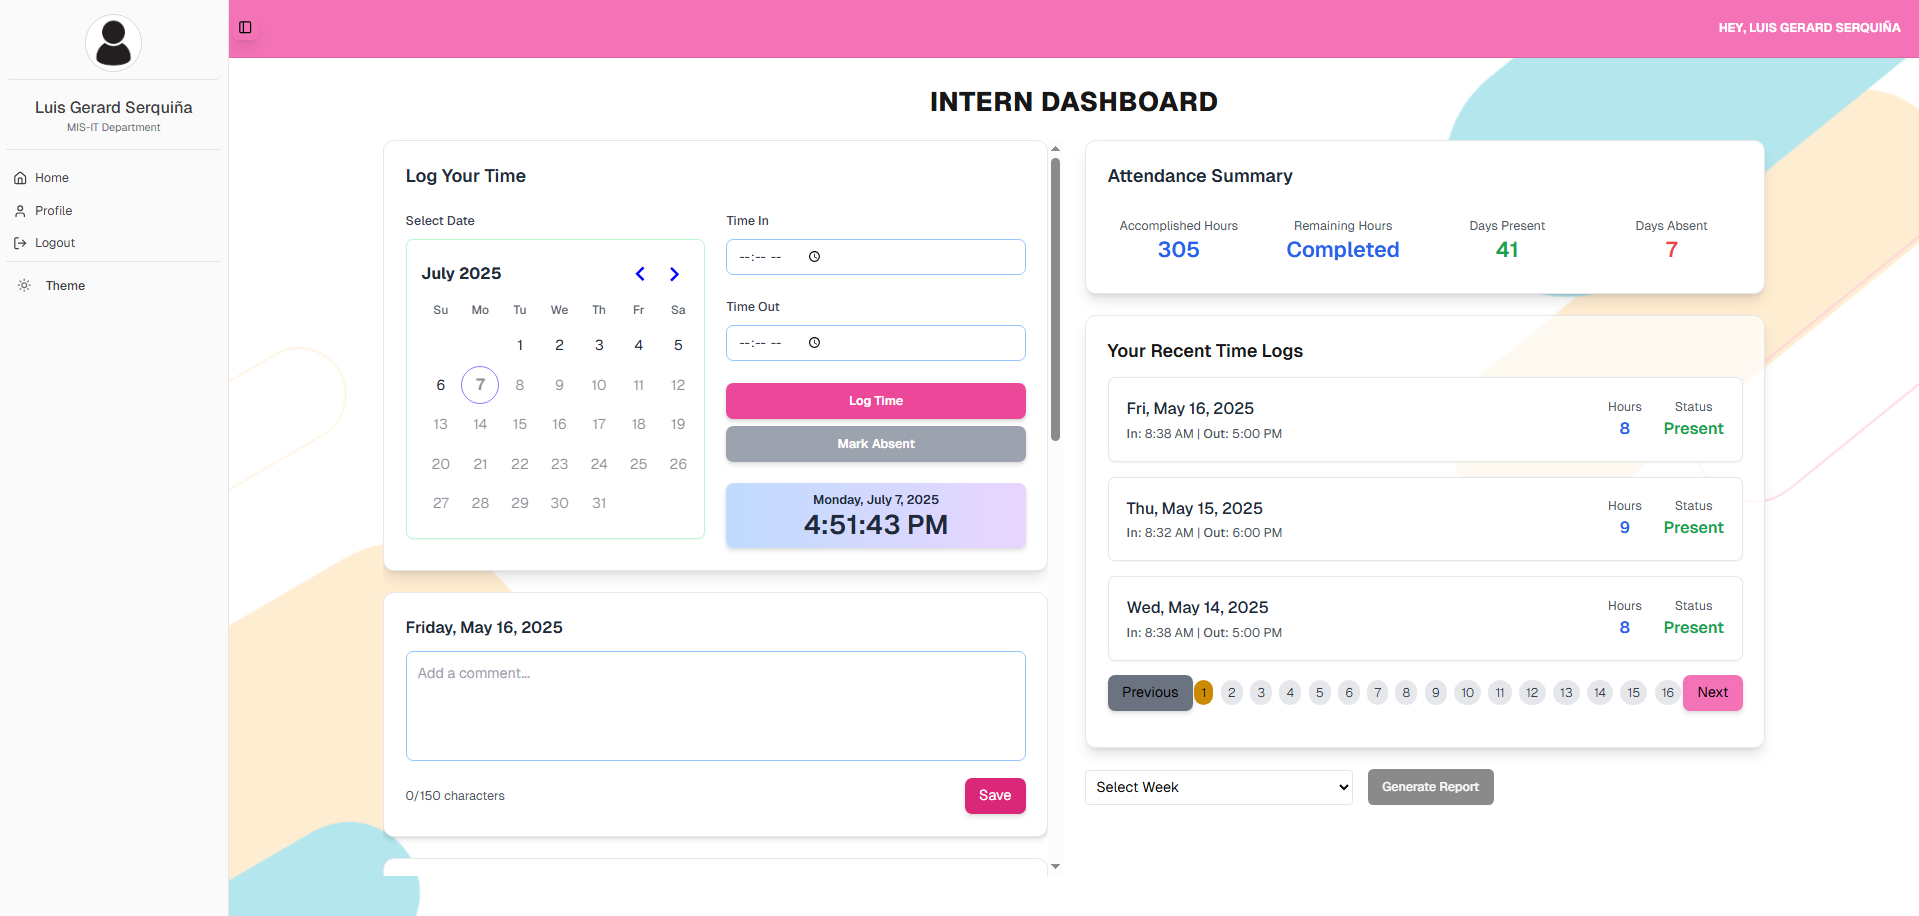 HEY, LUIS GERARD SERQUIÑA
Luis Gerard Serquiña
MIS-IT Department
Home
Profile
Logout
Theme
INTERN DASHBOARD
Log Your Time
Select Date
July 2025
Su Mo Tu We Th Fr Sa
1 2 3 4 5
6 7 8 9 10 11 12
13 14 15 16 17 18 19
20 21 22 23 24 25 26
27 28 29 30 31
Time In
--:-- --
Time Out
--:-- --
Log Time
Mark Absent
Monday, July 7, 2025
4:51:43 PM
Friday, May 16, 2025
Add a comment...
0/150 characters
Save
Attendance Summary
Accomplished Hours Remaining Hours Days Present Days Absent
305 Completed 41 7
Your Recent Time Logs
Fri, May 16, 2025
In: 8:38 AM | Out: 5:00 PM
Hours Status
8 Present
Thu, May 15, 2025
In: 8:32 AM | Out: 6:00 PM
Hours Status
9 Present
Wed, May 14, 2025
In: 8:38 AM | Out: 5:00 PM
Hours Status
8 Present
Previous 1 2 3 4 5 6 7 8 9 10 11 12 13 14 15 16 Next
Select Week
Generate Report